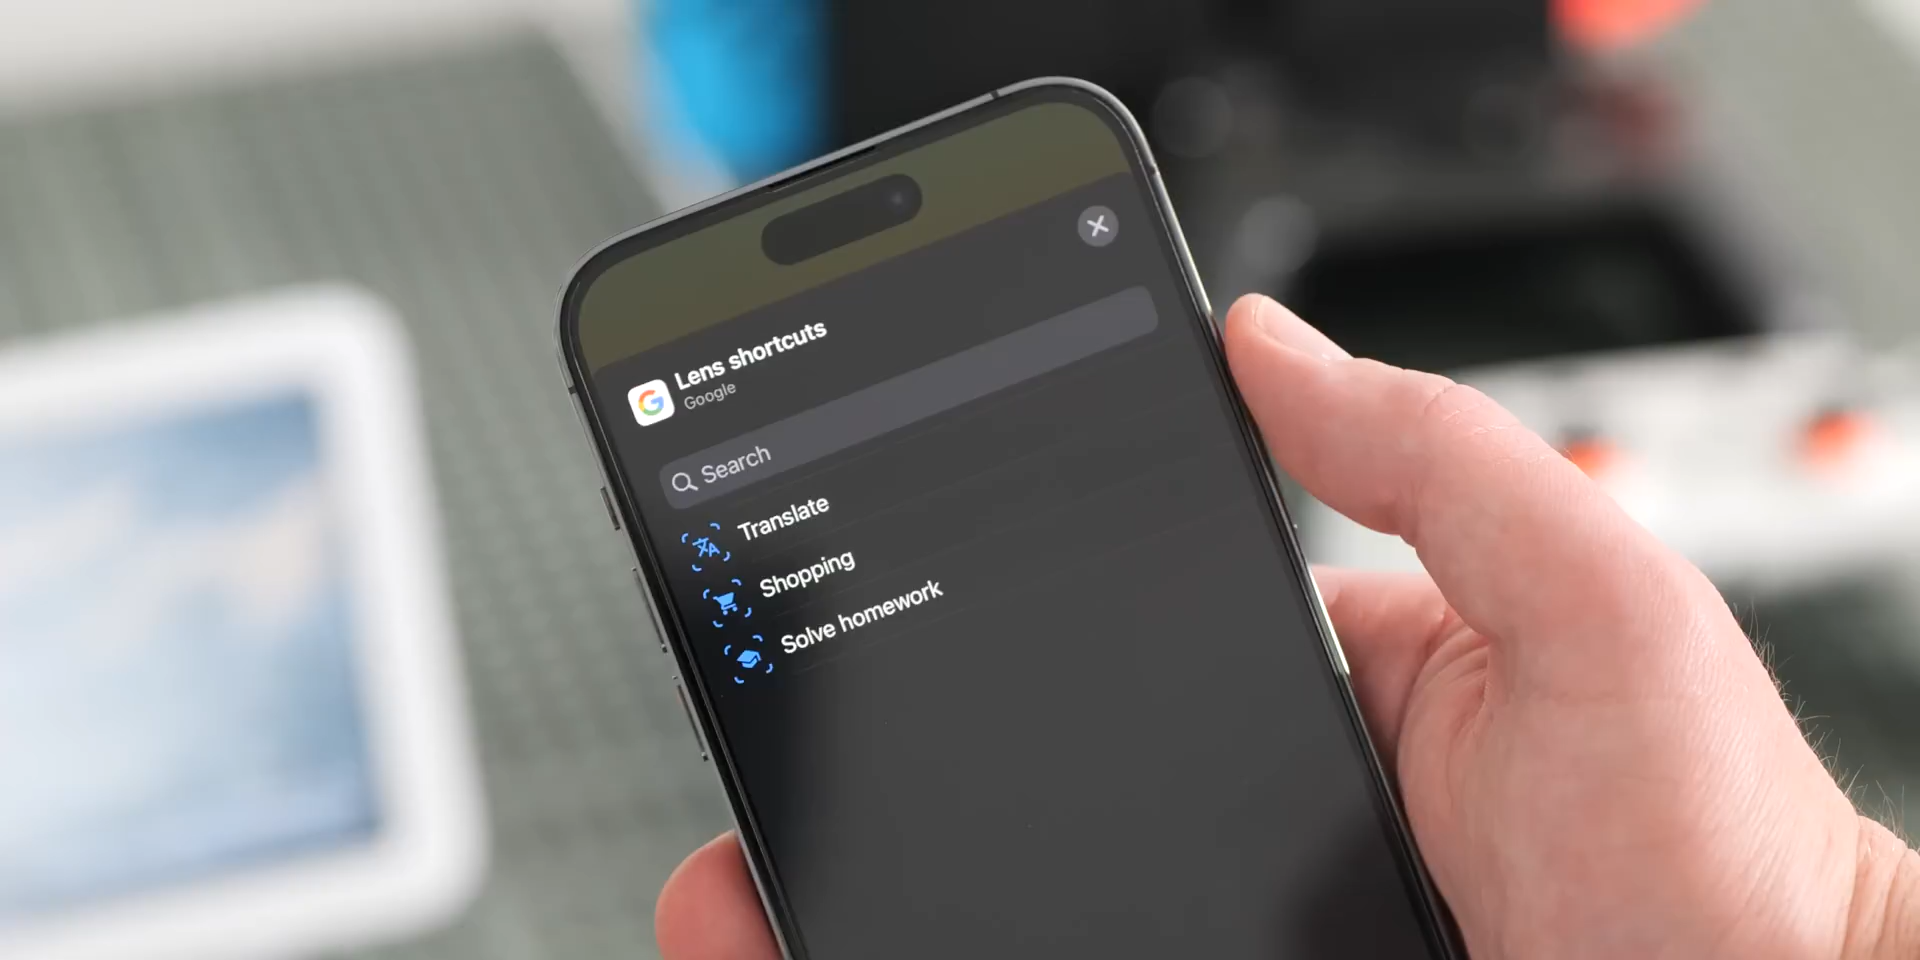 Lens shortcuts
Google
Search
Translate
Shopping
Solve homework